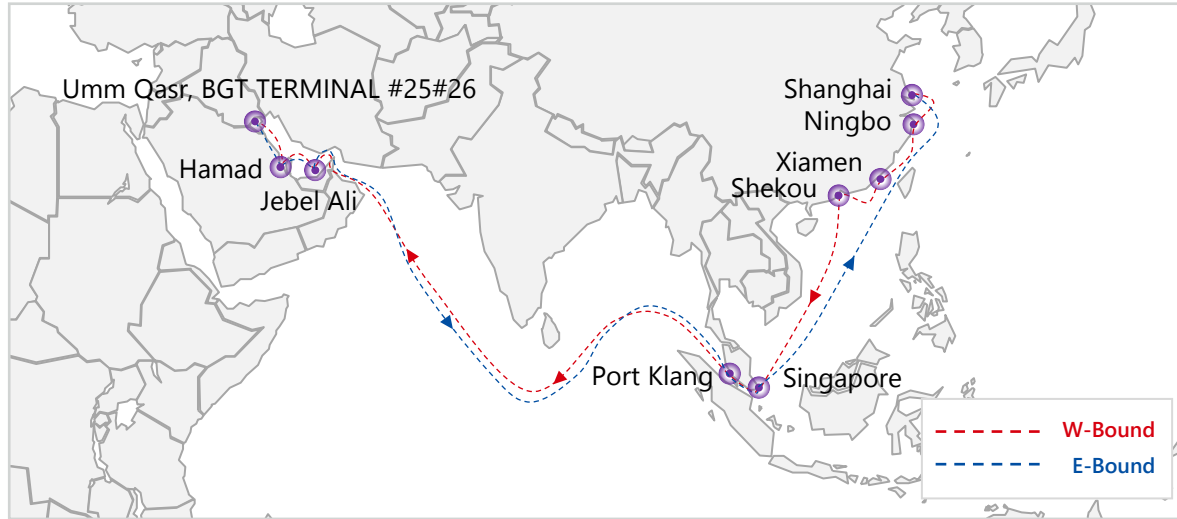 Umm Qasr, BGT TERMINAL #25#26
Shanghai
Ningbo
Hamad
Xiamen
Jebel Ali
Shekou
Port Klang
Singapore
W-Bound
E-Bound